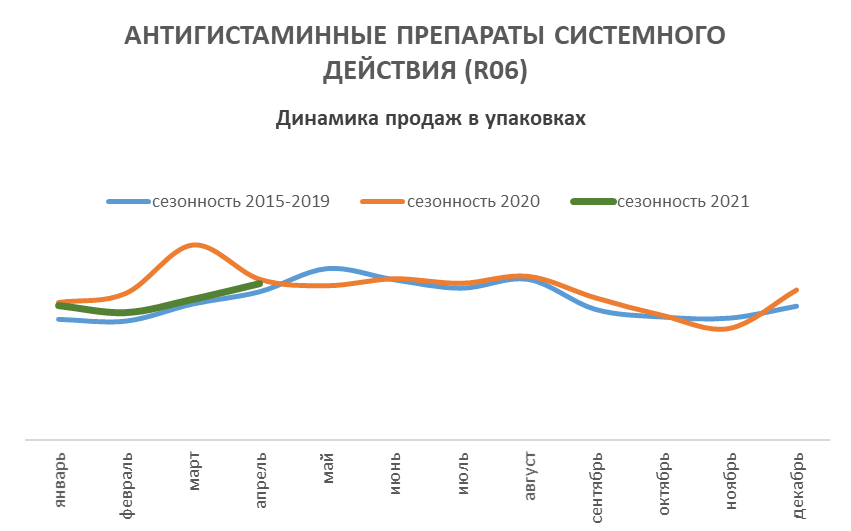 АНТИГИСТАМИННЫЕ ПРЕПАРАТЫ СИСТЕМНОГО
ДЕЙСТВИЯ (R06)
Динамика продаж в упаковках
сезонность 2015-2019
сезонность 2020
сезонность 2021
январь
февраль
март
апрель
май
июнь
июль
август
сентябрь
октябрь
ноябрь
декабрь